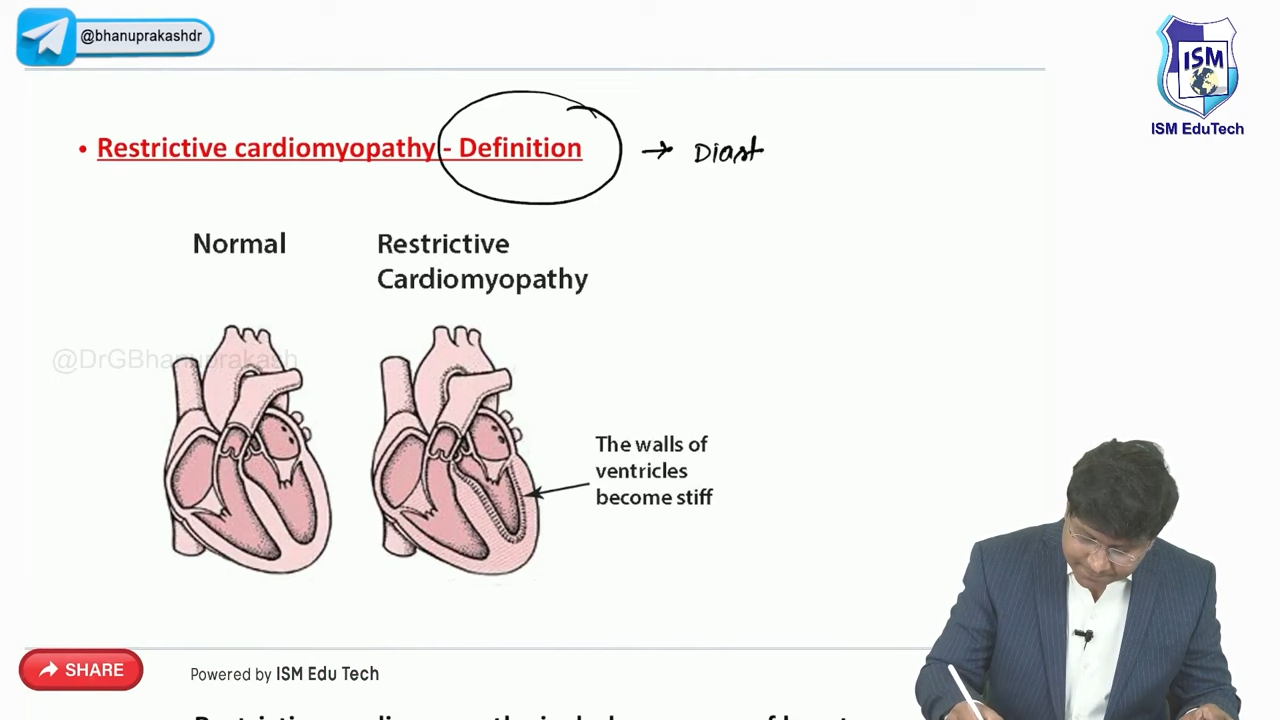 @bhanuprakashdr
ISM
ISM EduTech
• Restrictive cardiomyopathy - Definition → Diast
Normal
Restrictive
Cardiomyopathy
@DrGBhanuprakash
The walls of
ventricles
become stiff
SHARE
Powered by ISM Edu Tech